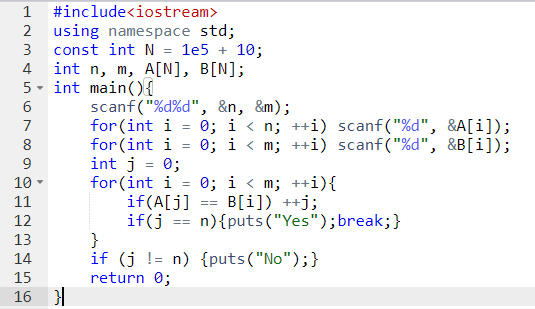 1 #include<iostream>
2 using namespace std;
3 const int N = 1e5 + 10;
4 int n, m, A[N], B[N];
5 int main(){
6     scanf("%d%d", &n, &m);
7     for(int i = 0; i < n; ++i) scanf("%d", &A[i]);
8     for(int i = 0; i < m; ++i) scanf("%d", &B[i]);
9     int j = 0;
10     for(int i = 0; i < m; ++i){
11         if(A[j] == B[i]) ++j;
12         if(j == n){puts("Yes");break;}
13     }
14     if (j != n) {puts("No");}
15     return 0;
16 }